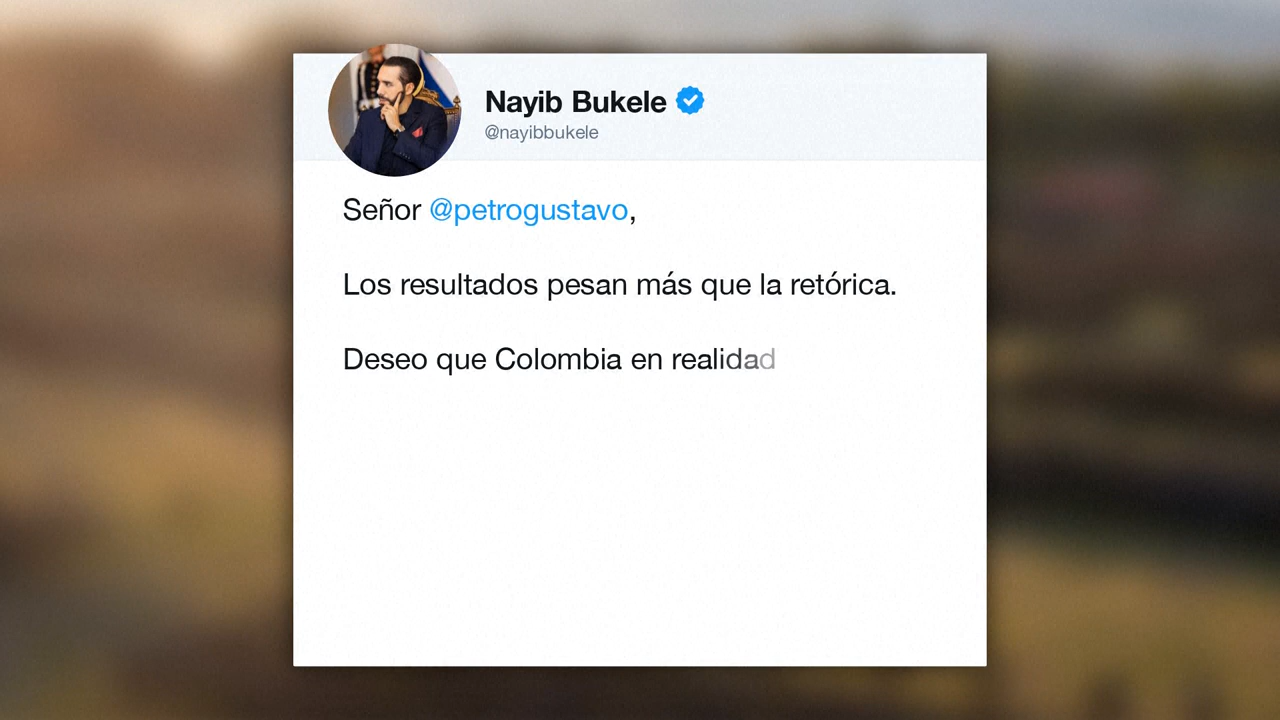 Nayib Bukele
@nayibbukele
Señor @petrogustavo,
Los resultados pesan más que la retórica.
Deseo que Colombia en realidad